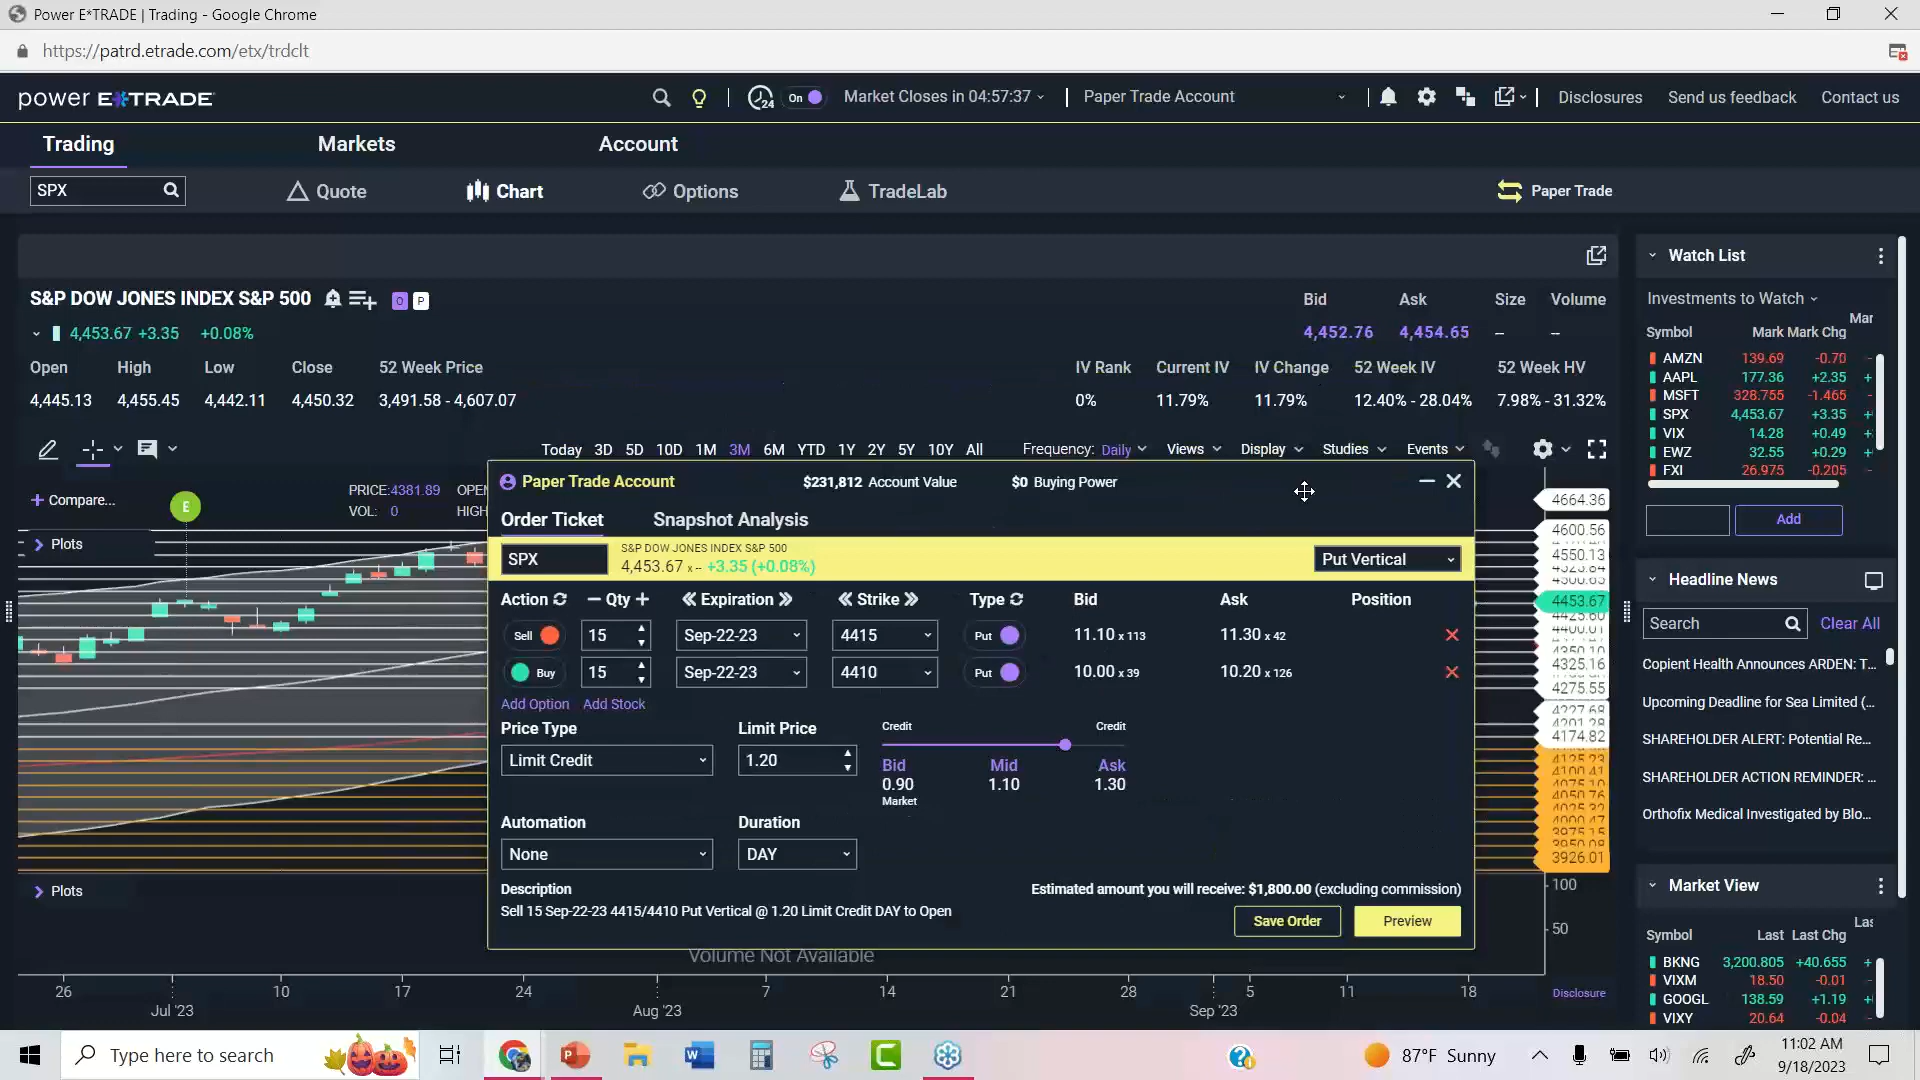 Power E*TRADE | Trading - Google Chrome
https://patrd.etrade.com/etx/trdclt
power E*TRADE
24 On Market Closes in 04:57:37 Paper Trade Account Disclosures Send us feedback Contact us
Trading Markets Account
SPX Quote Chart Options TradeLab Paper Trade
S&P DOW JONES INDEX S&P 500 O P
4,453.67 +3.35 +0.08%
Bid Ask Size Volume
4,452.76 4,454.65 -- --
Open High Low Close 52 Week Price
4,445.13 4,455.45 4,442.11 4,450.32 3,491.58 - 4,607.07
IV Rank Current IV IV Change 52 Week IV 52 Week HV
0% 11.79% 11.79% 12.40% - 28.04% 7.98% - 31.32%
Today 3D 5D 10D 1M 3M 6M YTD 1Y 2Y 5Y 10Y All Frequency: Daily Views Display Studies Events
+ Compare... E PRICE:4381.89
VOL: 0
Plots
Paper Trade Account $231,812 Account Value $0 Buying Power
Order Ticket Snapshot Analysis
SPX S&P DOW JONES INDEX S&P 500
4,453.67 x -- +3.35 (+0.08%)
Put Vertical
Action Qty Expiration Strike Type Bid Ask Position
Sell 15 Sep-22-23 4415 Put 11.10 x 113 11.30 x 42
Buy 15 Sep-22-23 4410 Put 10.00 x 39 10.20 x 126
Add Option Add Stock
Price Type Limit Price Credit Credit
Limit Credit 1.20
Bid Mid Ask
0.90 1.10 1.30
Market
Automation Duration
None DAY
Description
Sell 15 Sep-22-23 4415/4410 Put Vertical @ 1.20 Limit Credit DAY to Open
Estimated amount you will receive: $1,800.00 (excluding commission)
Save Order Preview
Plots
Volume Not Available
4664.36
4600.56
4550.13
4453.67
4325.16
4275.55
4174.82
3926.01
100
50
26 10 17 24 7 14 21 28 5 11 18
Jul '23 Aug '23 Sep '23
Disclosure
Watch List
Investments to Watch
Symbol Mark Mark Chg Mar
AMZN 139.69 -0.70
AAPL 177.36 +2.35 +
MSFT 328.755 -1.465
SPX 4,453.67 +3.35 +
VIX 14.28 +0.49 +
EWZ 32.55 +0.29 +
FXI 26.975 -0.205
Add
Headline News
Search Clear All
Copient Health Announces ARDEN: T...
Upcoming Deadline for Sea Limited (...
SHAREHOLDER ALERT: Potential Re...
SHAREHOLDER ACTION REMINDER: ...
Orthofix Medical Investigated by Blo...
Market View
Symbol Last Last Chg Las
BKNG 3,200.805 +40.655 +
VIXM 18.50 -0.01
GOOGL 138.59 +1.19 +
VIXY 20.64 -0.04
Type here to search
87°F Sunny
11:02 AM
9/18/2023